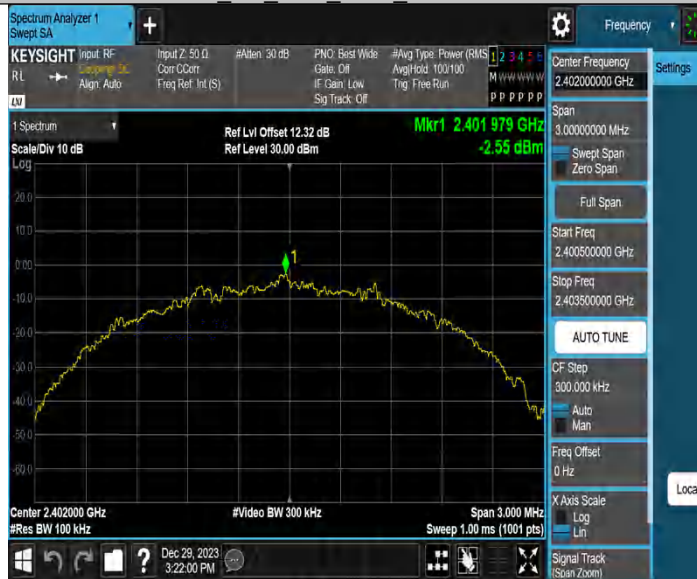 Spectrum Analyzer 1
Swept SA
+
Frequency
KEYSIGHT
RL
LXI
Input: RF
Coupling: DC
Align: Auto
Input Z: 50 Ω
Corr CCorr
Freq Ref: Int (S)
#Atten: 30 dB
PNO: Best Wide
Gate: Off
IF Gain: Low
Sig Track: Off
#Avg Type: Power (RMS)
Avg|Hold: 100/100
Trig: Free Run
1 2 3 4 5 6
M W W W W W
P P P P P P
1 Spectrum
Scale/Div 10 dB
Log
Ref Lvl Offset 12.32 dB
Ref Level 30.00 dBm
Mkr1 2.401 979 GHz
-2.55 dBm
20.0
10.0
0.00
-10.0
-20.0
-30.0
-40.0
-50.0
-60.0
1
Center 2.402000 GHz
#Res BW 100 kHz
#Video BW 300 kHz
Span 3.000 MHz
Sweep 1.00 ms (1001 pts)
Dec 29, 2023
3:22:00 PM
?
Center Frequency
2.402000000 GHz
Settings
Span
3.00000000 MHz
Swept Span
Zero Span
Full Span
Start Freq
2.400500000 GHz
Stop Freq
2.403500000 GHz
AUTO TUNE
CF Step
300.000 kHz
Auto
Man
Freq Offset
0 Hz
Loca
X Axis Scale
Log
Lin
Signal Track
(Span Zoom)